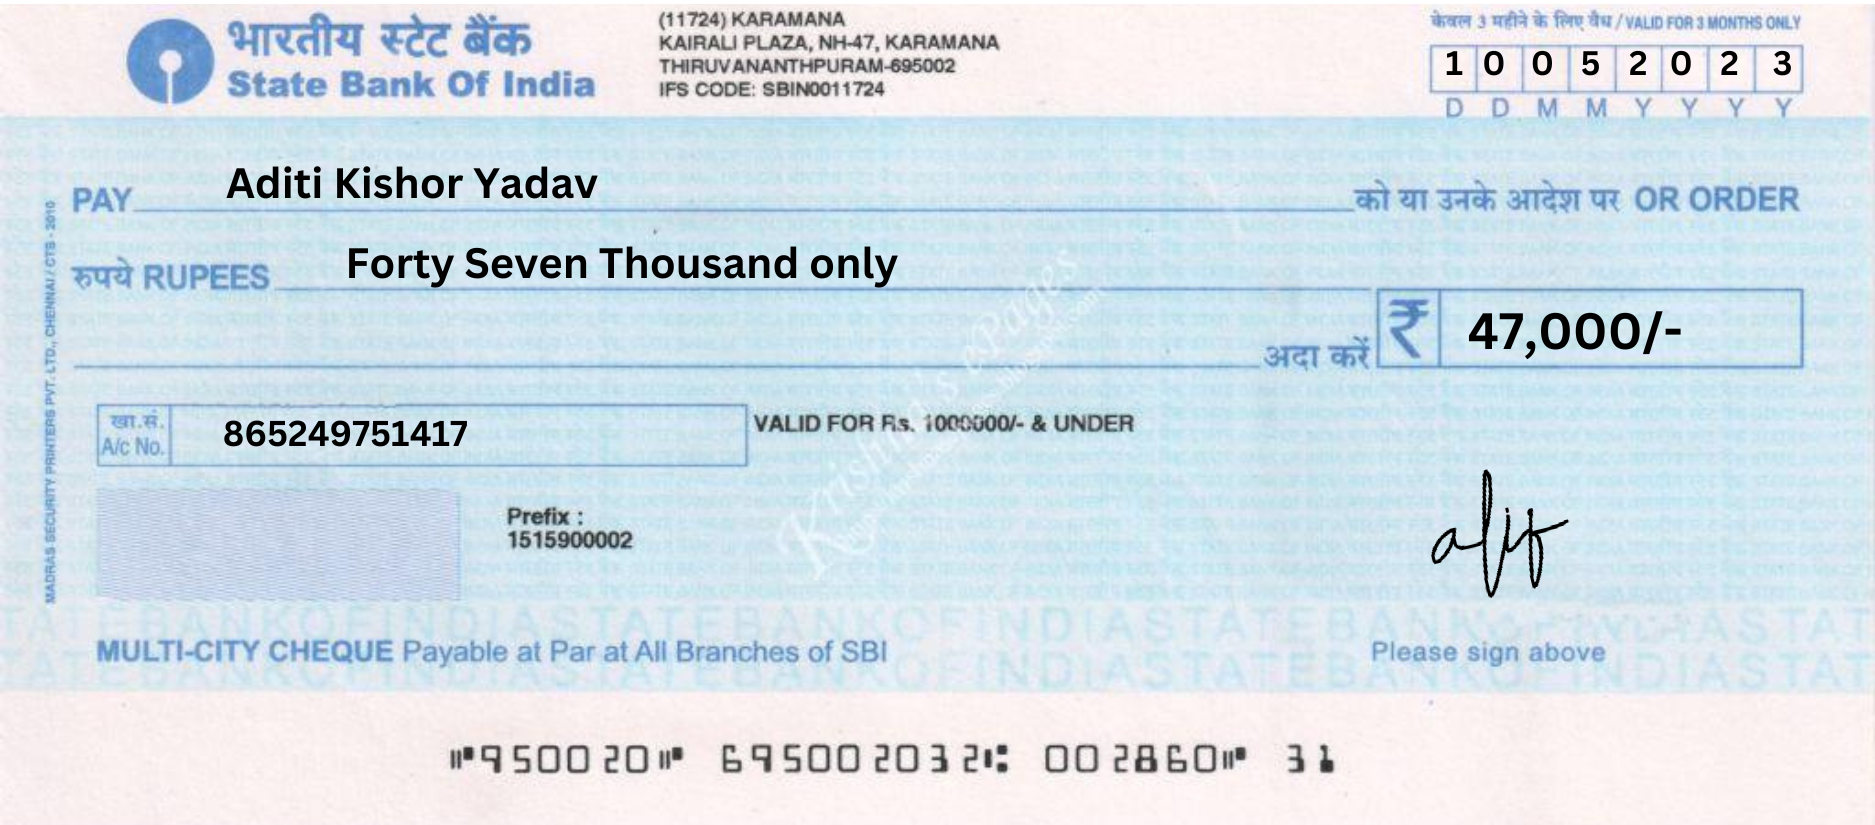 भारतीय स्टेट बैंक
State Bank Of India
(11724) KARAMANA
KAIRALI PLAZA, NH-47, KARAMANA
THIRUVANANTHPURAM-695002
IFS CODE: SBIN0011724
केवल 3 महीने के लिए वैध / VALID FOR 3 MONTHS ONLY
1 0 0 5 2 0 2 3
D D M M Y Y Y Y
PAY Aditi Kishor Yadav को या उनके आदेश पर OR ORDER
रुपये RUPEES Forty Seven Thousand only
अदा करें ₹ 47,000/-
खा.सं.
A/c No. 865249751417
VALID FOR Rs. 1000000/- & UNDER
Prefix :
1515900002
MADRAS SECURITY PRINTERS PVT. LTD., CHENNAI / CTS - 2010
TATEBANKOFINDIASTATEBANKOFINDIASTATEBANKOFINDIASTAT
MULTI-CITY CHEQUE Payable at Par at All Branches of SBI
Please sign above
TATEBANKOFINDIASTATEBANKOFINDIASTATEBANKOFINDIASTAT
⑈950020⑈ 695002032⑆ 002860⑈ 31